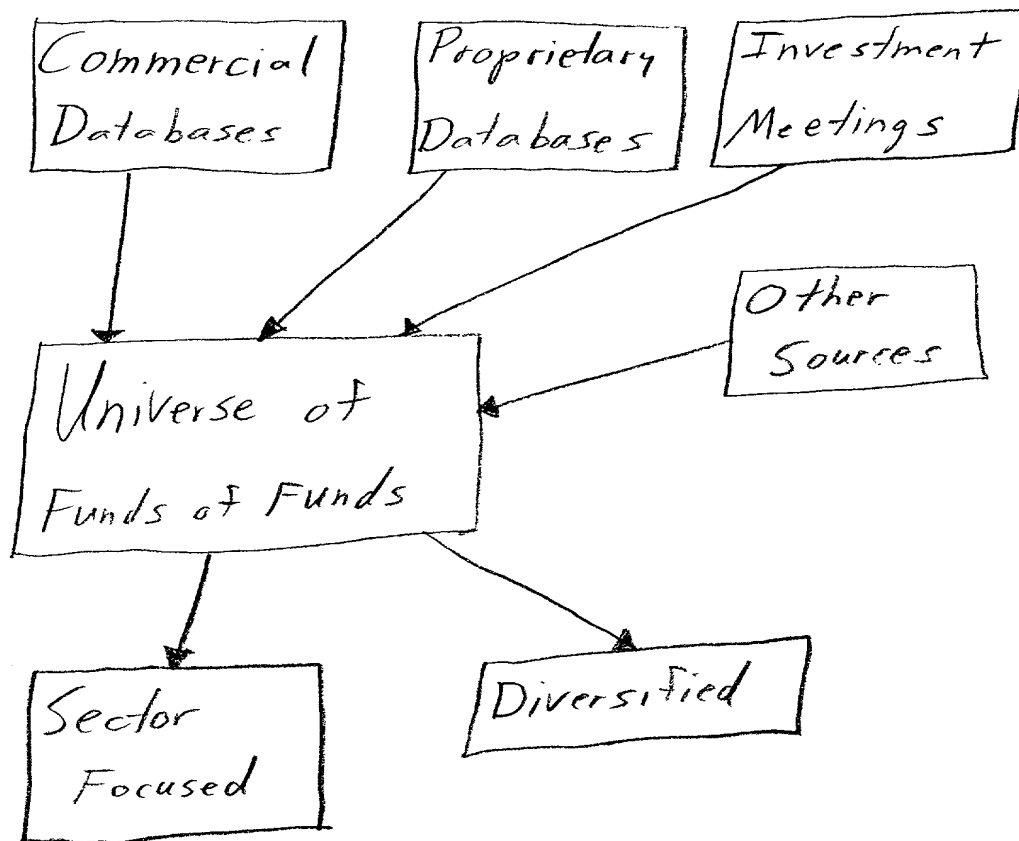 Commercial
Databases
Proprietary
Databases
Investment
Meetings
Other
Sources
Universe of
Funds of Funds
Sector
Focused
Diversified